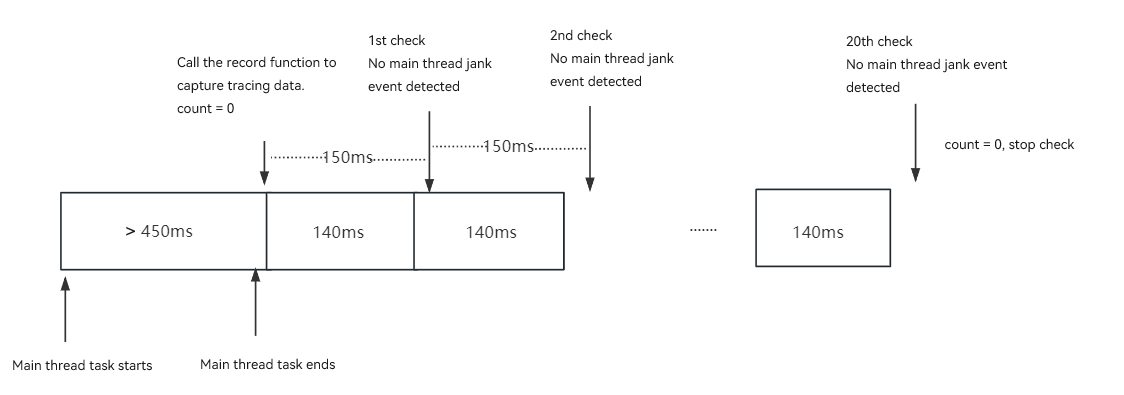 Call the record function to
capture tracing data.
count = 0
1st check
No main thread jank
event detected
2nd check
No main thread jank
event detected
20th check
No main thread jank event
detected
count = 0, stop check
150ms
150ms
> 450ms
140ms
140ms
.......
140ms
Main thread task starts
Main thread task ends